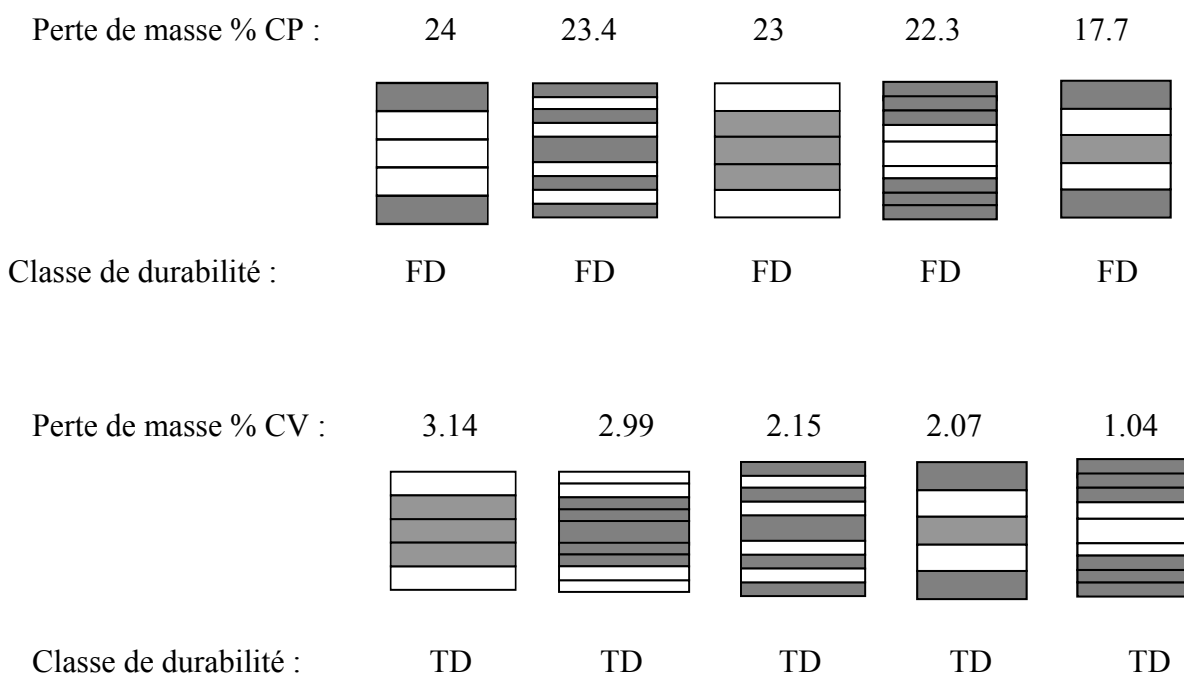 Perte de masse % CP : 24 23.4 23 22.3 17.7
Classe de durabilité : FD FD FD FD FD
Perte de masse % CV : 3.14 2.99 2.15 2.07 1.04
Classe de durabilité : TD TD TD TD TD